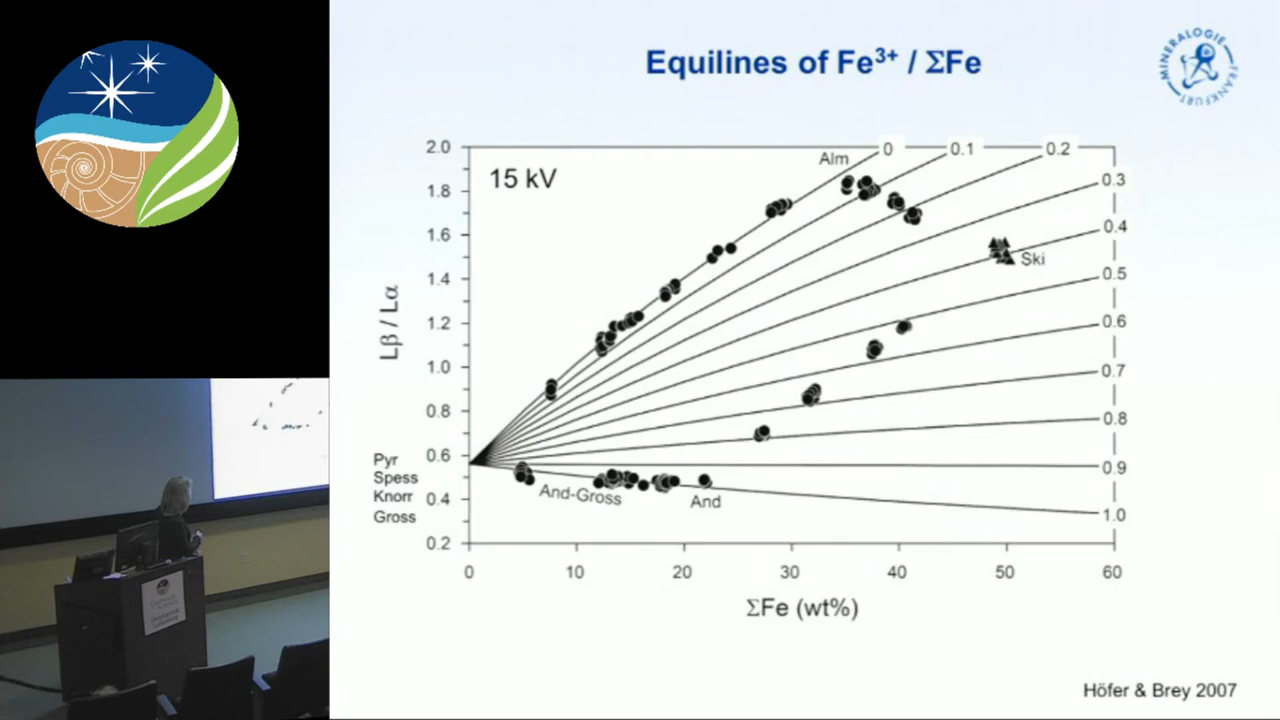 Equilines of Fe³⁺ / ΣFe
MINERALOGIE
FRANKFURT
15 kV
Alm
0
0.1
0.2
0.3
0.4
0.5
0.6
0.7
0.8
0.9
1.0
Ski
And-Gross
And
Lβ / Lα
2.0
1.8
1.6
1.4
1.2
1.0
0.8
0.6
0.4
0.2
Pyr
Spess
Knorr
Gross
0
10
20
30
40
50
60
ΣFe (wt%)
Höfer & Brey 2007